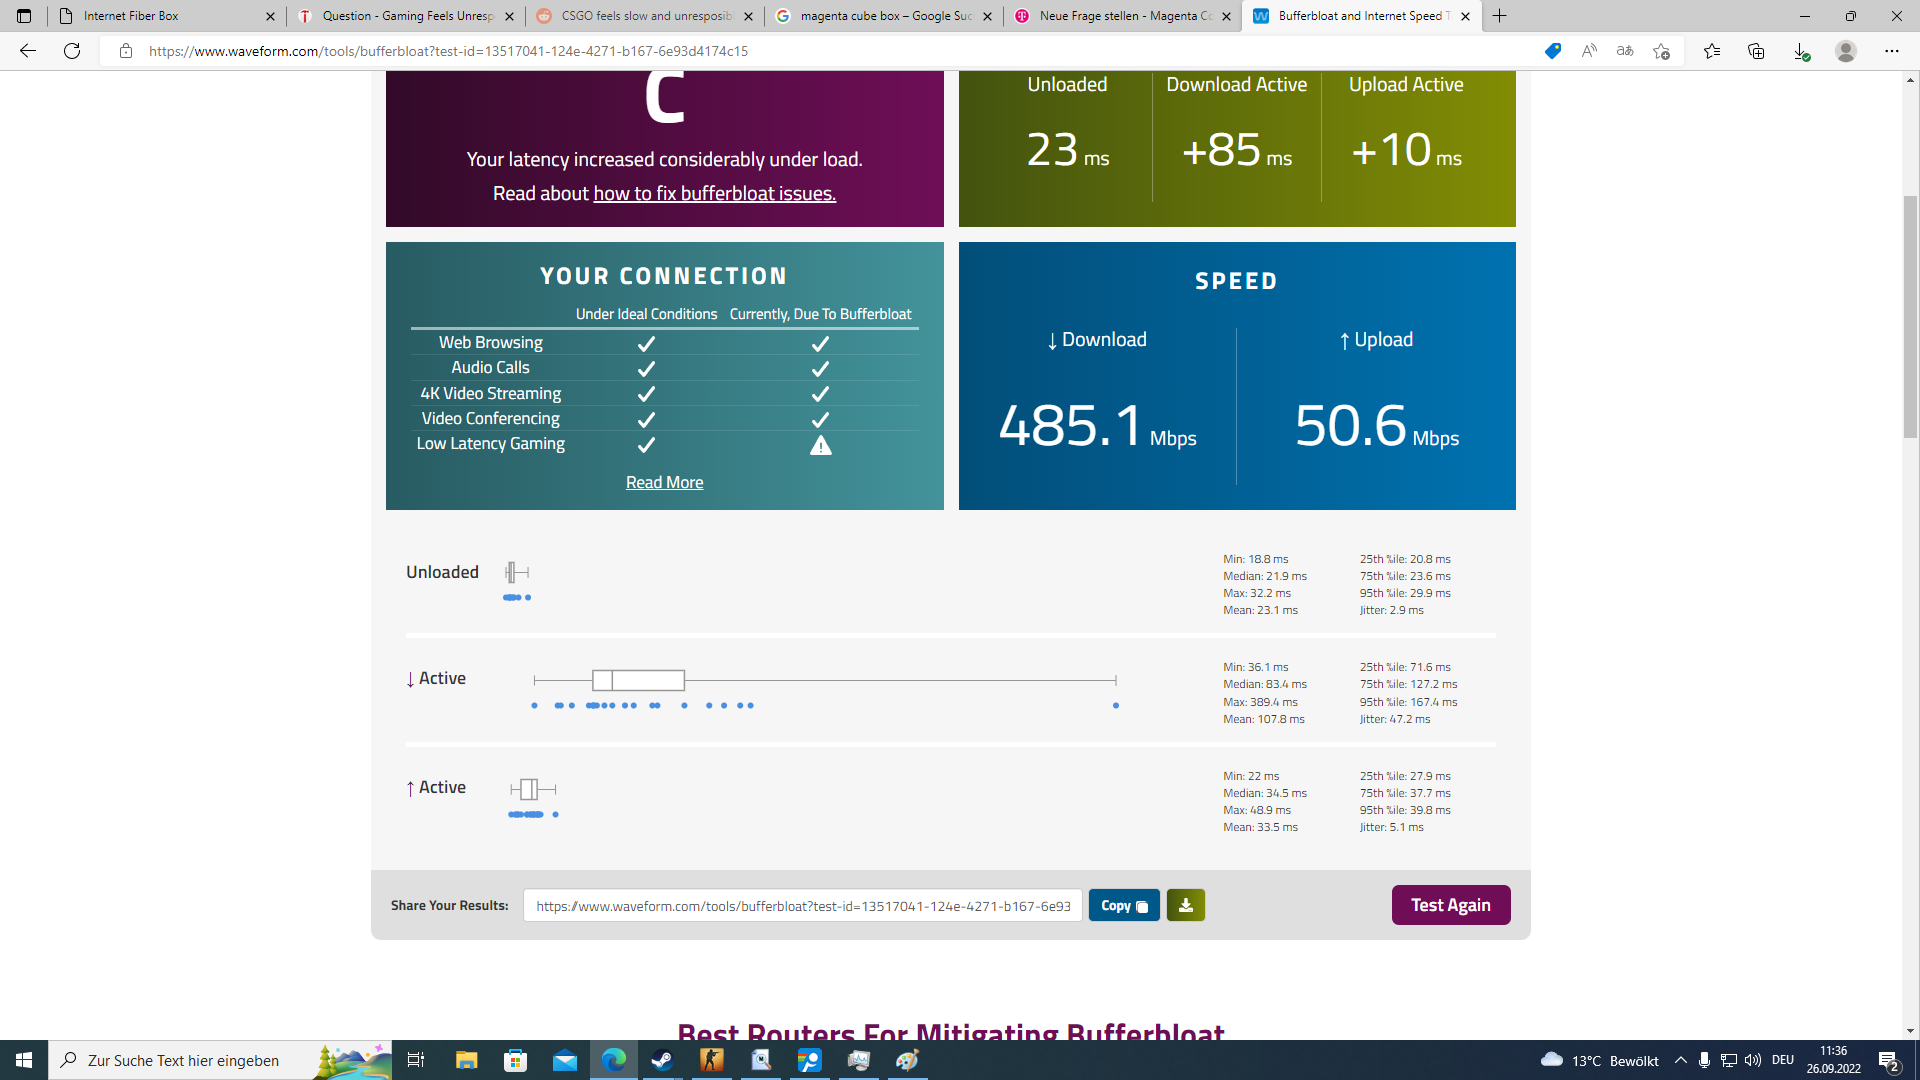 Internet Fiber Box
Question - Gaming Feels Unresp
CSGO feels slow and unresposibl
magenta cube box – Google Suc
Neue Frage stellen - Magenta Co
Bufferbloat and Internet Speed T
https://www.waveform.com/tools/bufferbloat?test-id=13517041-124e-4271-b167-6e93d4174c15
C
Your latency increased considerably under load.
Read about how to fix bufferbloat issues.
Unloaded Download Active Upload Active
23 ms +85 ms +10 ms
YOUR CONNECTION
Under Ideal Conditions Currently, Due To Bufferbloat
Web Browsing
Audio Calls
4K Video Streaming
Video Conferencing
Low Latency Gaming
Read More
SPEED
↓ Download ↑ Upload
485.1 Mbps 50.6 Mbps
Unloaded
Min: 18.8 ms 25th %ile: 20.8 ms
Median: 21.9 ms 75th %ile: 23.6 ms
Max: 32.2 ms 95th %ile: 29.9 ms
Mean: 23.1 ms Jitter: 2.9 ms
↓ Active
Min: 36.1 ms 25th %ile: 71.6 ms
Median: 83.4 ms 75th %ile: 127.2 ms
Max: 389.4 ms 95th %ile: 167.4 ms
Mean: 107.8 ms Jitter: 47.2 ms
↑ Active
Min: 22 ms 25th %ile: 27.9 ms
Median: 34.5 ms 75th %ile: 37.7 ms
Max: 48.9 ms 95th %ile: 39.8 ms
Mean: 33.5 ms Jitter: 5.1 ms
Share Your Results: https://www.waveform.com/tools/bufferbloat?test-id=13517041-124e-4271-b167-6e93 Copy Test Again
Best Routers For Mitigating Bufferbloat
Zur Suche Text hier eingeben
13°C Bewölkt
DEU
11:36
26.09.2022
2